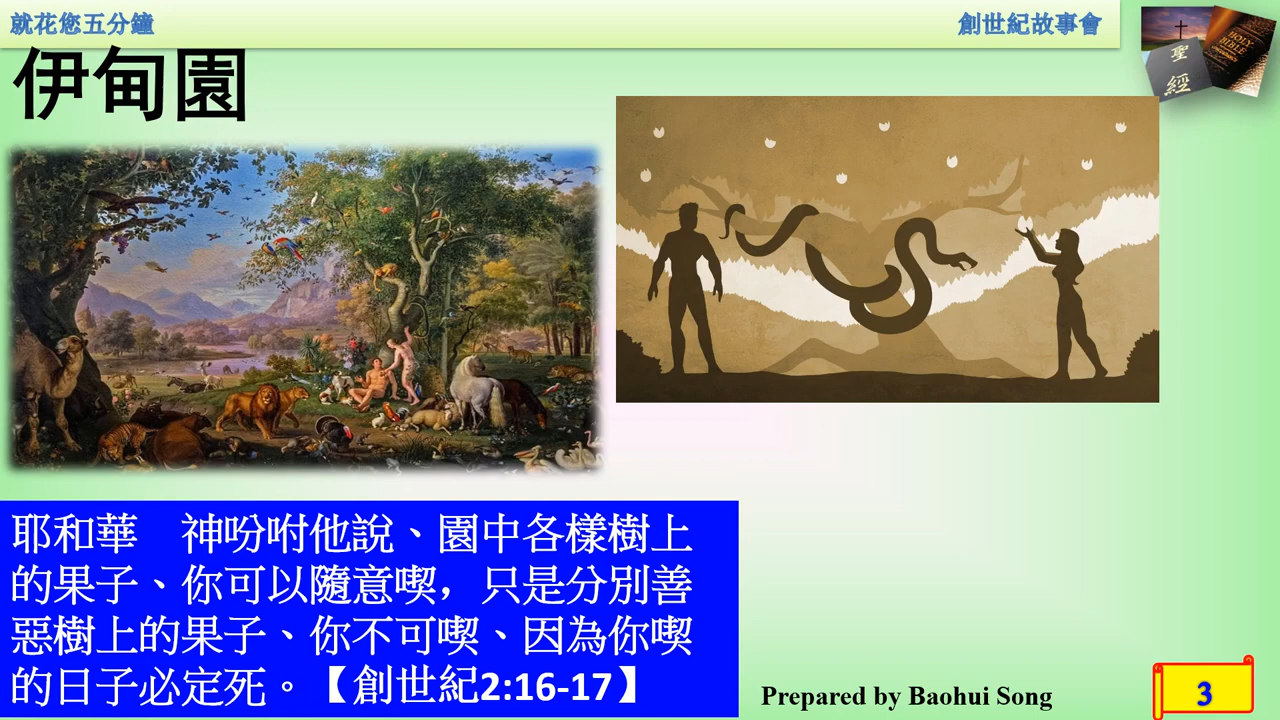 就花您五分鐘
創世紀故事會
HOLY BIBLE
聖
經
伊甸園
耶和華　神吩咐他說、園中各樣樹上
的果子、你可以隨意喫，只是分別善
惡樹上的果子、你不可喫、因為你喫
的日子必定死。【創世紀2:16-17】
Prepared by Baohui Song
3